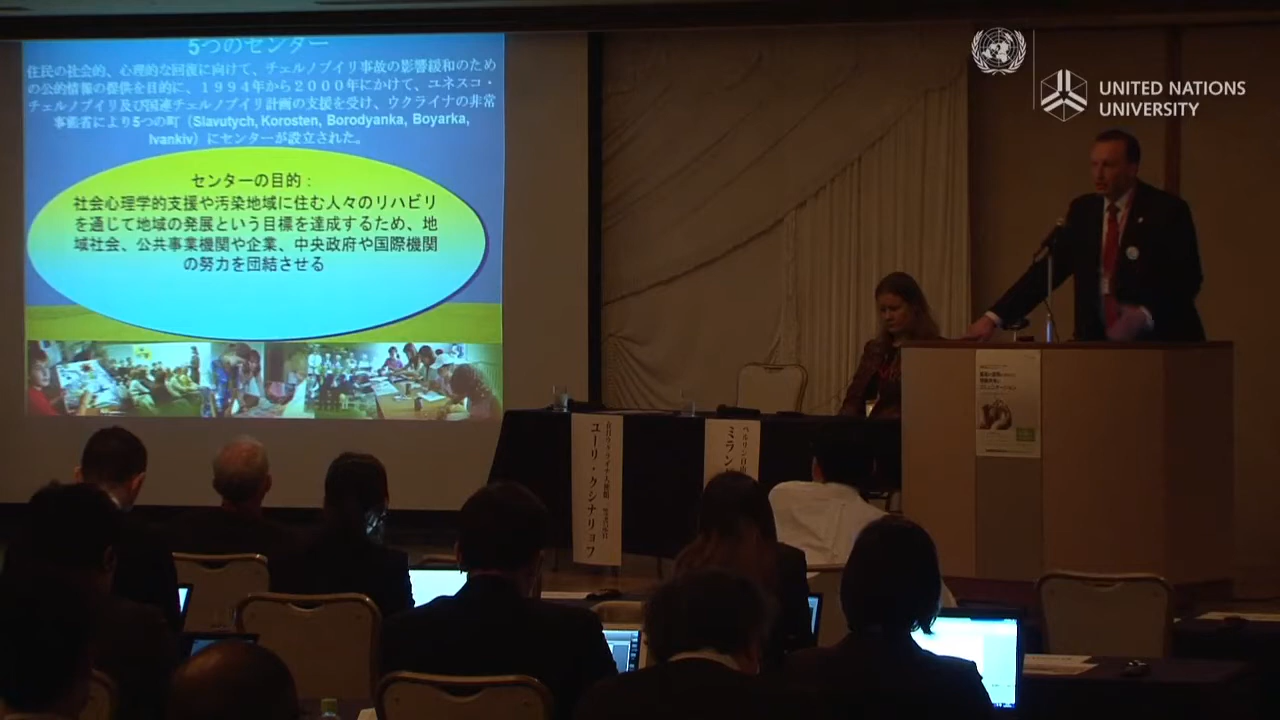 5つのセンター
住民の社会的、心理的な回復に向けて、チェルノブイリ事故の影響緩和のため
の公的情報の提供を目的に、1994年から2000年にかけて、ユネスコ・
チェルノブイリ及び国連チェルノブイリ計画の支援を受け、ウクライナの非常
事態省により5つの町（Slavutych, Korosten, Borodyanka, Boyarka,
Ivankiv）にセンターが設立された。
センターの目的：
社会心理学的支援や汚染地域に住む人々のリハビリ
を通じて地域の発展という目標を達成するため、地
域社会、公共事業機関や企業、中央政府や国際機関
の努力を団結させる
UNITED NATIONS
UNIVERSITY
ユーリ・クシナリョフ
ベルリン自由
ミラン